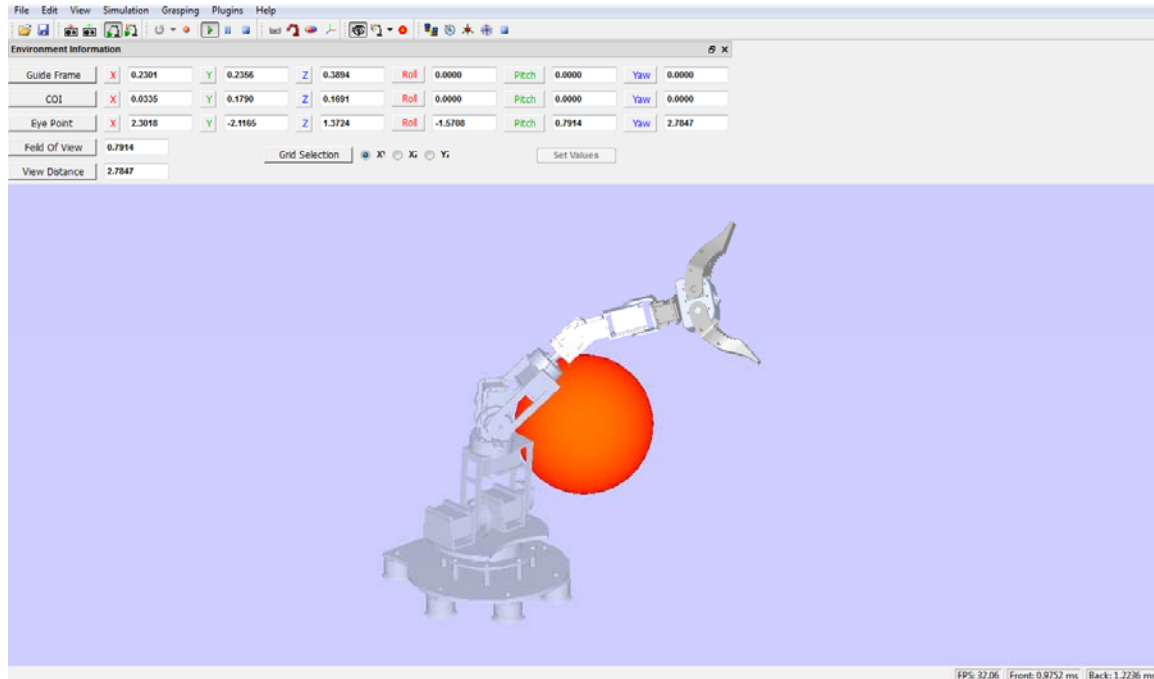 File Edit View Simulation Grasping Plugins Help
Environment Information
Guide Frame X 0.2301 Y 0.2356 Z 0.3894 Roll 0.0000 Pitch 0.0000 Yaw 0.0000
COI X 0.0335 Y 0.1790 Z 0.1691 Roll 0.0000 Pitch 0.0000 Yaw 0.0000
Eye Point X 2.3018 Y -2.1165 Z 1.3724 Roll -1.5708 Pitch 0.7914 Yaw 2.7847
Feild Of View 0.7914
Grid Selection Set Values
View Distance 2.7847
FPS: 32.06 Front: 0.9752 ms Back: 1.2236 ms